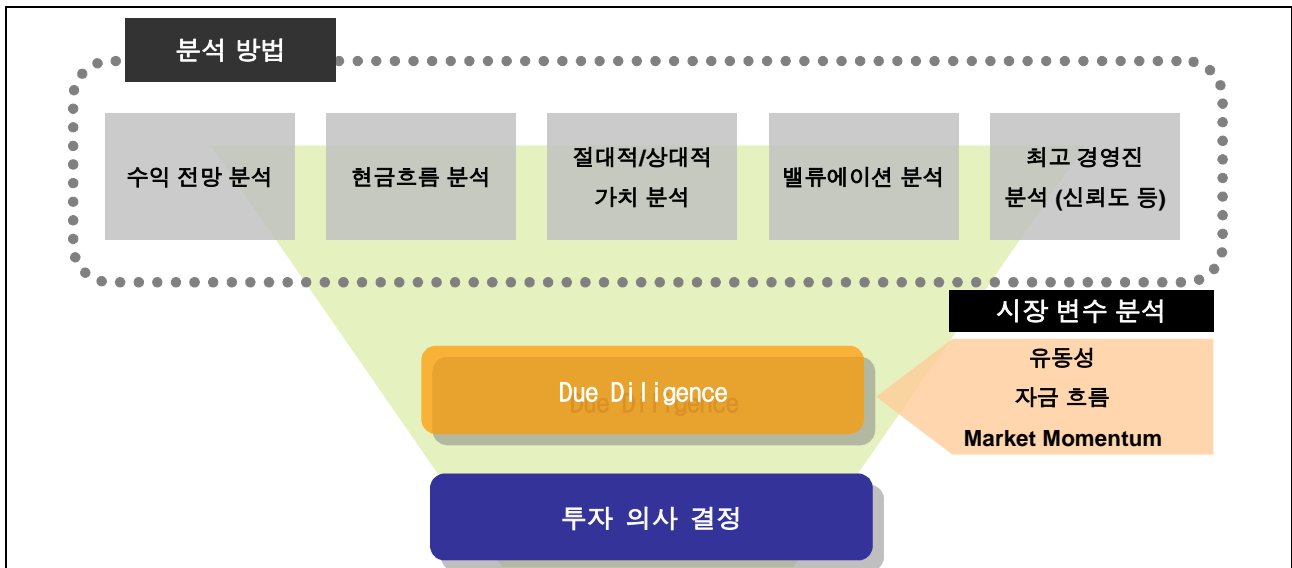 분석 방법
수익 전망 분석
현금흐름 분석
절대적/상대적
가치 분석
밸류에이션 분석
최고 경영진
분석 (신뢰도 등)
시장 변수 분석
유동성
자금 흐름
Market Momentum
Due Diligence
투자 의사 결정